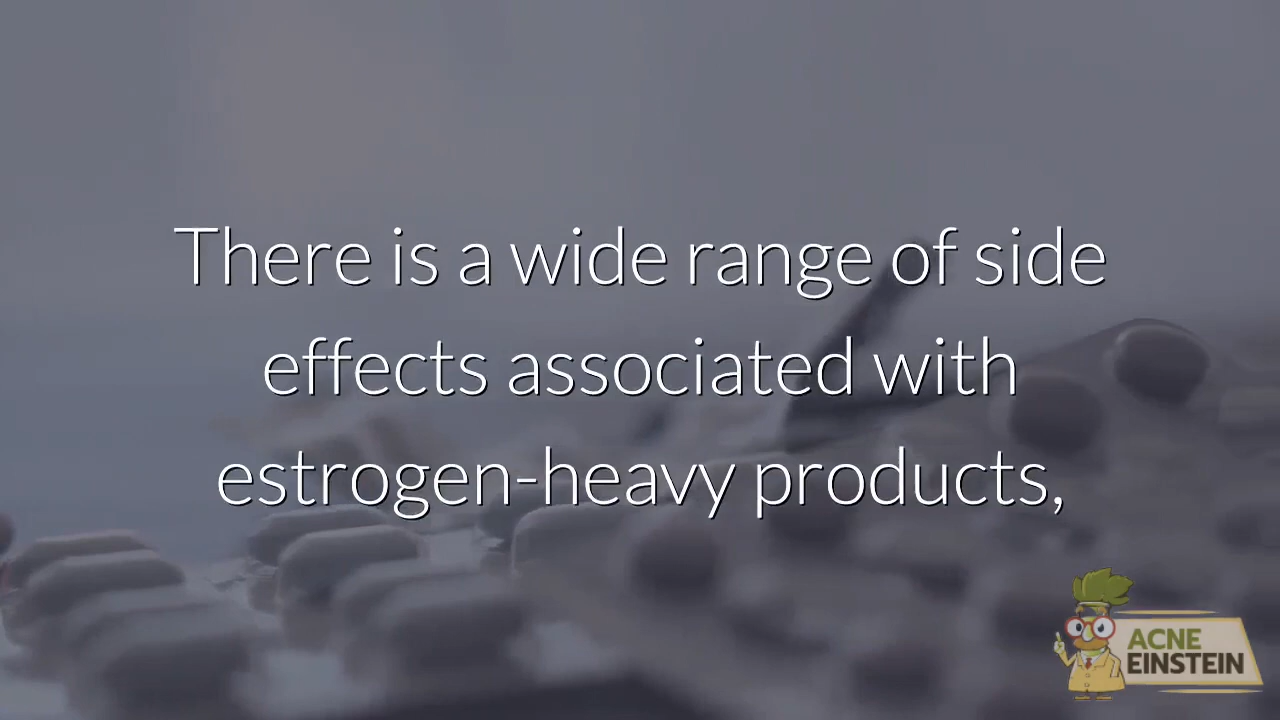 There is a wide range of side
effects associated with
estrogen-heavy products,
ACNE
EINSTEIN